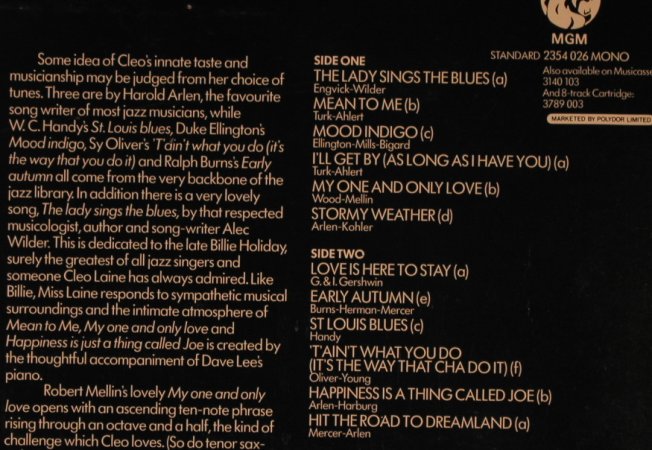 Some idea of Cleo's innate taste and
musicianship may be judged from her choice of
tunes. Three are by Harold Arlen, the favourite
song writer of most jazz musicians, while
W. C. Handy's St. Louis blues, Duke Ellington's
Mood indigo, Sy Oliver's 'T'ain't what you do (it's
the way that you do it) and Ralph Burns's Early
autumn all come from the very backbone of the
jazz library. In addition there is a very lovely
song, The lady sings the blues, by that respected
musicologist, author and song-writer Alec
Wilder. This is dedicated to the late Billie Holiday,
surely the greatest of all jazz singers and
someone Cleo Laine has always admired. Like
Billie, Miss Laine responds to sympathetic musical
surroundings and the intimate atmosphere of
Mean to Me, My one and only love and
Happiness is just a thing called Joe is created by
the thoughtful accompaniment of Dave Lee's
piano.
Robert Mellin's lovely My one and only
love opens with an ascending ten-note phrase
rising through an octave and a half, the kind of
challenge which Cleo loves. (So do tenor sax-
SIDE ONE
THE LADY SINGS THE BLUES (a)
Engvick-Wilder
MEAN TO ME (b)
Turk-Ahlert
MOOD INDIGO (c)
Ellington-Mills-Bigard
I'LL GET BY (AS LONG AS I HAVE YOU) (a)
Turk-Ahlert
MY ONE AND ONLY LOVE (b)
Wood-Mellin
STORMY WEATHER (d)
Arlen-Kohler
SIDE TWO
LOVE IS HERE TO STAY (a)
G. & I. Gershwin
EARLY AUTUMN (e)
Burns-Herman-Mercer
ST LOUIS BLUES (c)
Handy
'T'AIN'T WHAT YOU DO
(IT'S THE WAY THAT CHA DO IT) (f)
Oliver-Young
HAPPINESS IS A THING CALLED JOE (b)
Arlen-Harburg
HIT THE ROAD TO DREAMLAND (a)
Mercer-Arlen
MGM
STANDARD 2354 026 MONO
Also available on Musicasse
3140 103
And 8-track Cartridge:
3789 003
MARKETED BY POLYDOR LIMITED